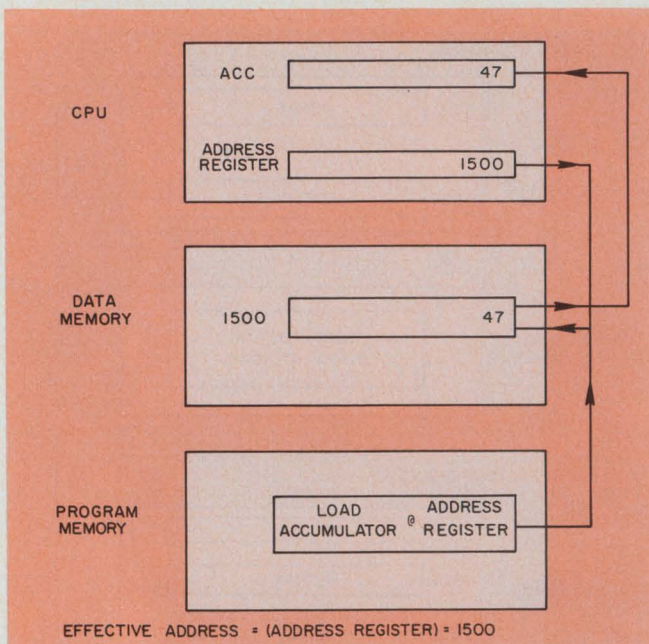 ACC 47
CPU
ADDRESS
REGISTER 1500
DATA
MEMORY
1500 47
PROGRAM
MEMORY
LOAD
ACCUMULATOR @ ADDRESS
REGISTER
EFFECTIVE ADDRESS = (ADDRESS REGISTER) = 1500